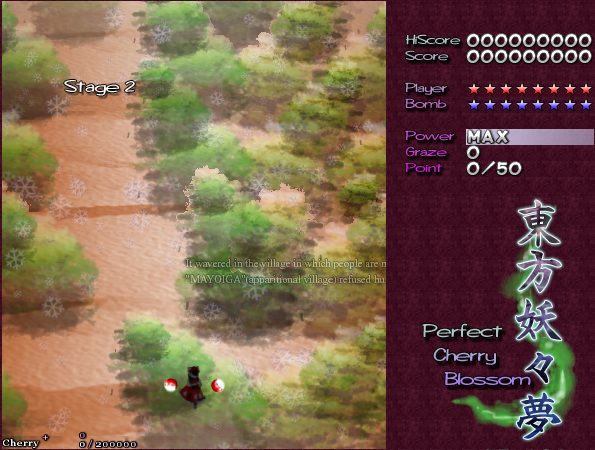 HiScore 000000000
Score 000000000
Stage 2
Player ★★★★★★★★
Bomb ★★★★★★★★
Power MAX
Graze 0
Point 0/50
It wavered in the village in which people are n
"MAYOIGA"(apparitional village) refused hu
東方妖々夢
Perfect
Cherry
Blossom
Cherry + 0
0/200000